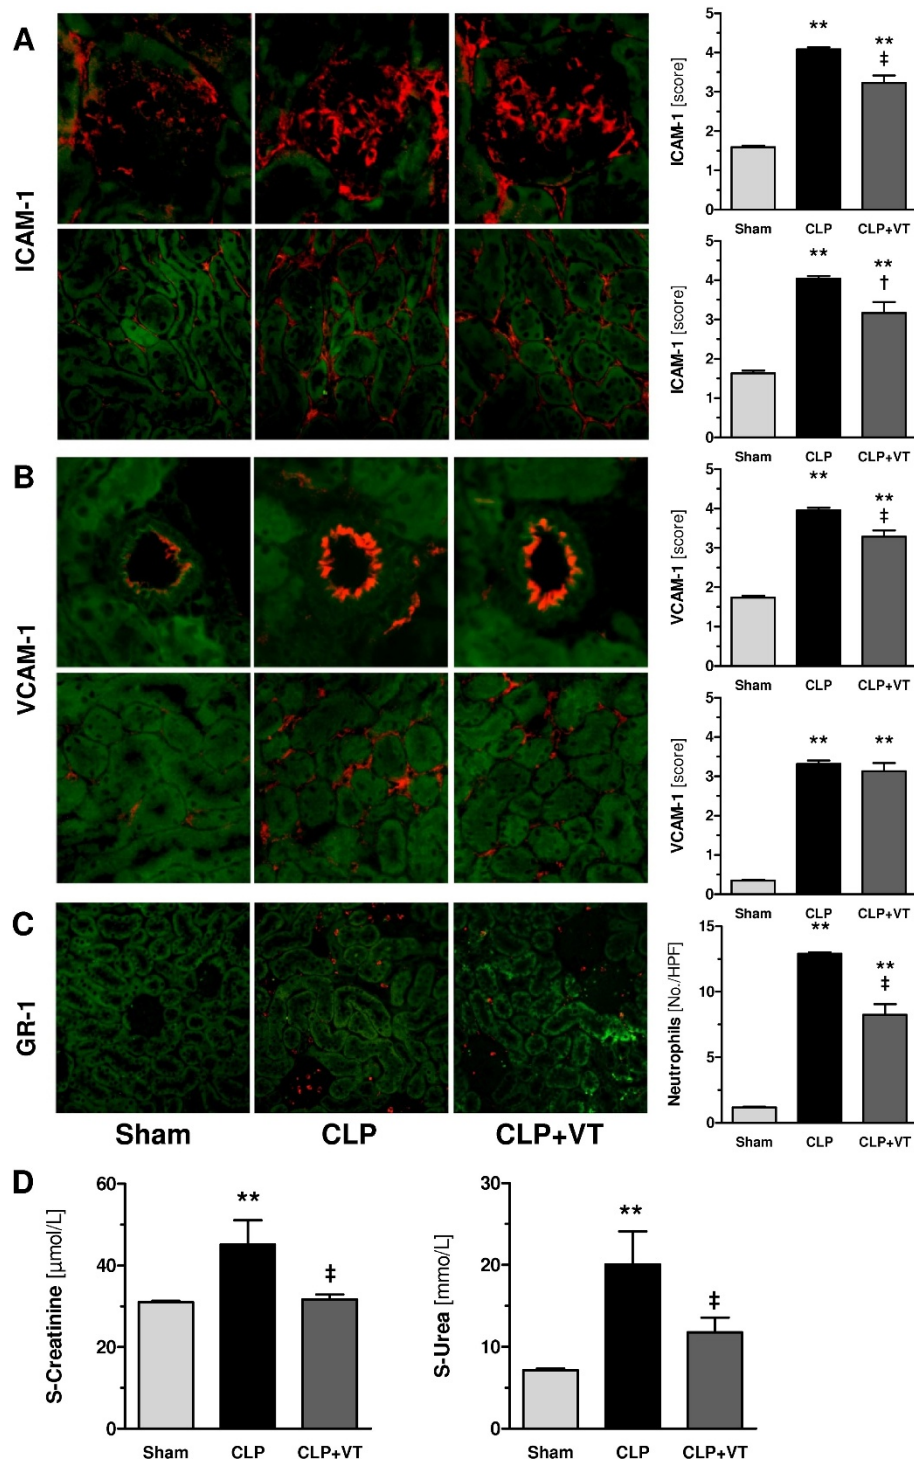 A
ICAM-1
ICAM-1 [score]
5
4
3
2
1
0
**
**
‡
Sham CLP CLP+VT
ICAM-1 [score]
5
4
3
2
1
0
**
**
†
Sham CLP CLP+VT
B
VCAM-1
VCAM-1 [score]
5
4
3
2
1
0
**
**
‡
Sham CLP CLP+VT
VCAM-1 [score]
5
4
3
2
1
0
**
**
Sham CLP CLP+VT
C
GR-1
Sham CLP CLP+VT
Neutrophils [No./HPF]
15
10
5
0
**
**
‡
Sham CLP CLP+VT
D
S-Creatinine [µmol/L]
60
40
20
0
**
‡
Sham CLP CLP+VT
S-Urea [mmo/L]
30
20
10
0
**
‡
Sham CLP CLP+VT